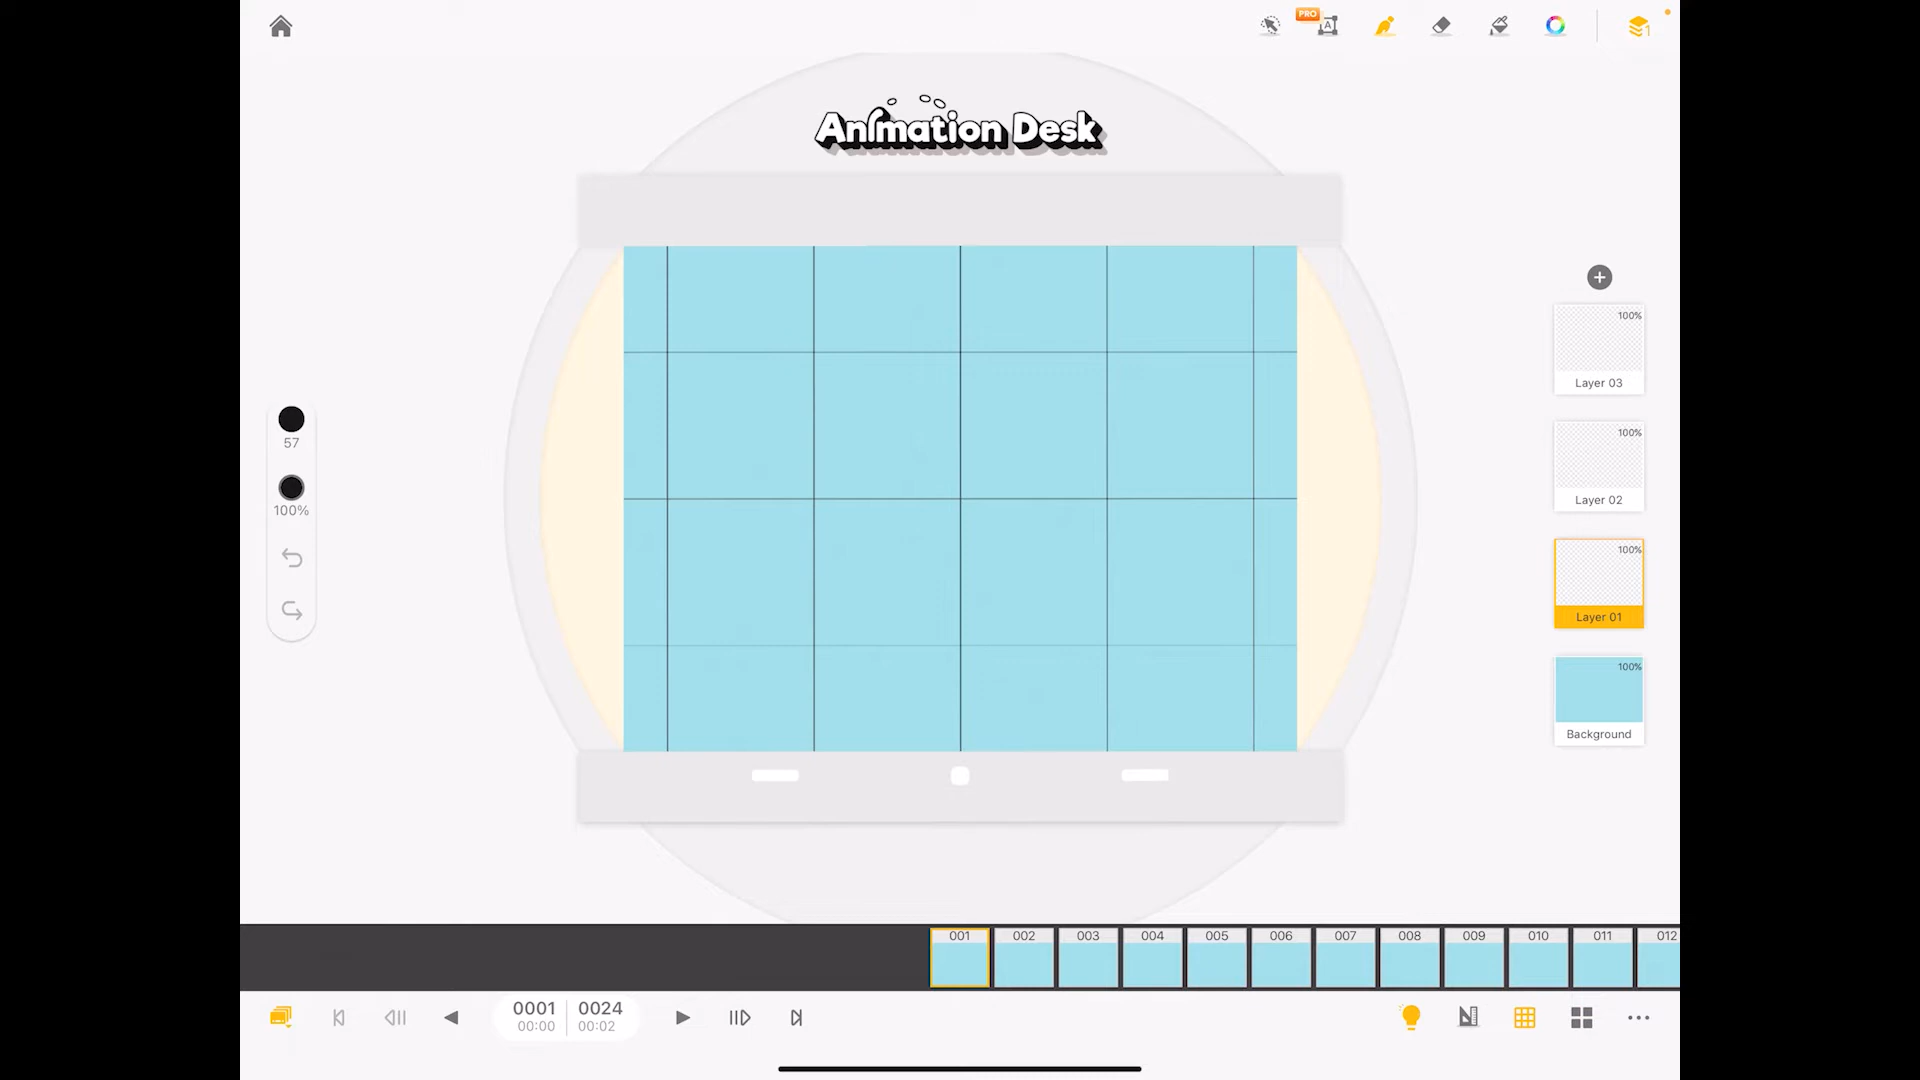 PRO
A
1
Animation Desk
100%
Layer 03
100%
Layer 02
57
100%
100%
Layer 01
100%
Background
001 002 003 004 005 006 007 008 009 010 011 012
0001 0024
00:00 00:02